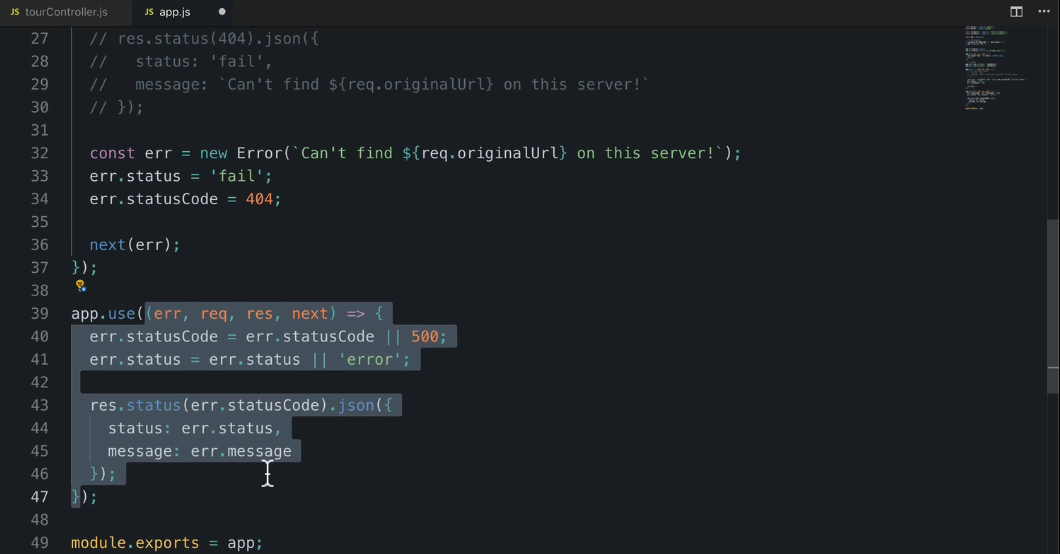 JS tourController.js JS app.js
27 // res.status(404).json({
28 //   status: 'fail',
29 //   message: `Can't find ${req.originalUrl} on this server!`
30 // });
31
32 const err = new Error(`Can't find ${req.originalUrl} on this server!`);
33 err.status = 'fail';
34 err.statusCode = 404;
35
36 next(err);
37 });
38
39 app.use((err, req, res, next) => {
40 err.statusCode = err.statusCode || 500;
41 err.status = err.status || 'error';
42
43 res.status(err.statusCode).json({
44 status: err.status,
45 message: err.message
46 });
47 });
48
49 module.exports = app;